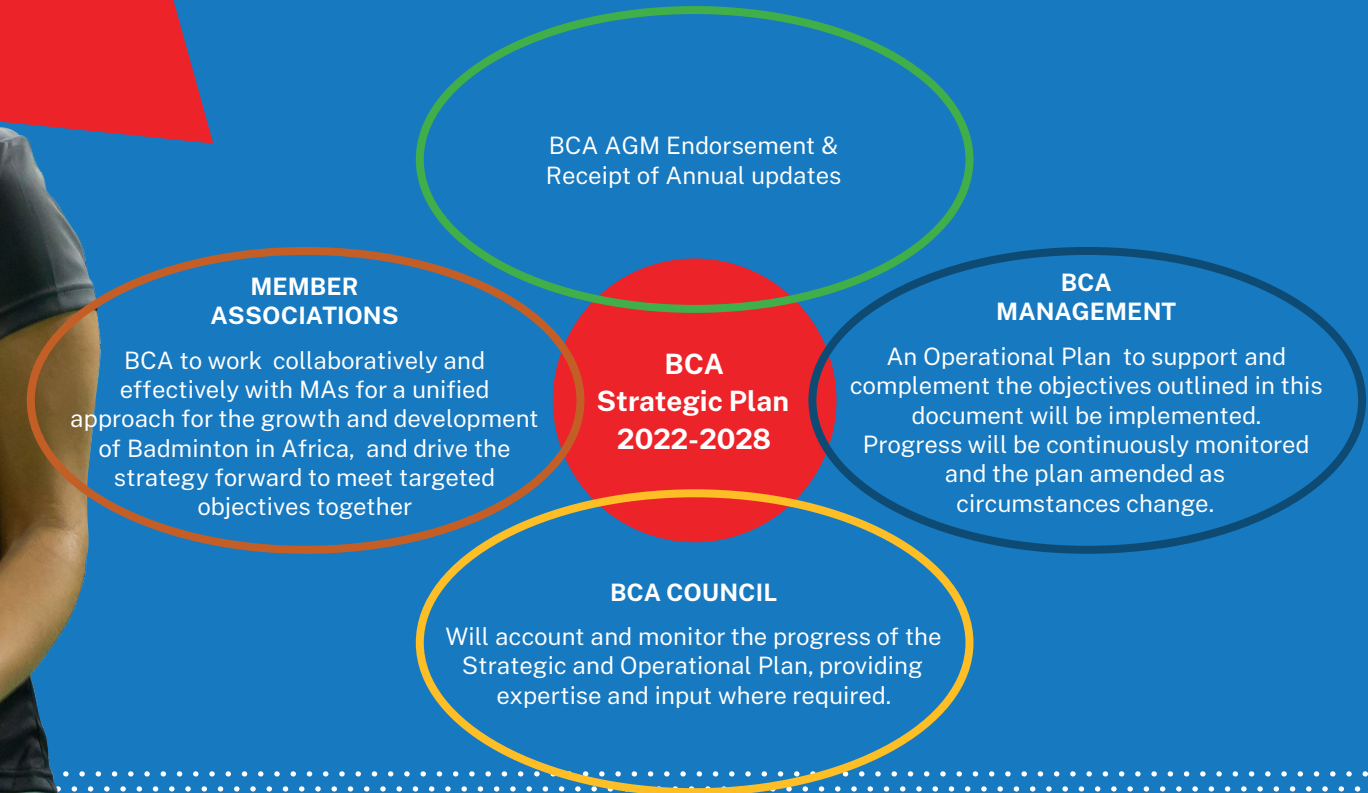 BCA AGM Endorsement &
Receipt of Annual updates
MEMBER
ASSOCIATIONS
BCA to work  collaboratively and
effectively with MAs for a unified
approach for the growth and development
of Badminton in Africa,  and drive the
strategy forward to meet targeted
objectives together
BCA
Strategic Plan
2022-2028
BCA
MANAGEMENT
An Operational Plan  to support and
complement the objectives outlined in this
document will be implemented.
Progress will be continuously monitored
and the plan amended as
circumstances change.
BCA COUNCIL
Will account and monitor the progress of the
Strategic and Operational Plan, providing
expertise and input where required.